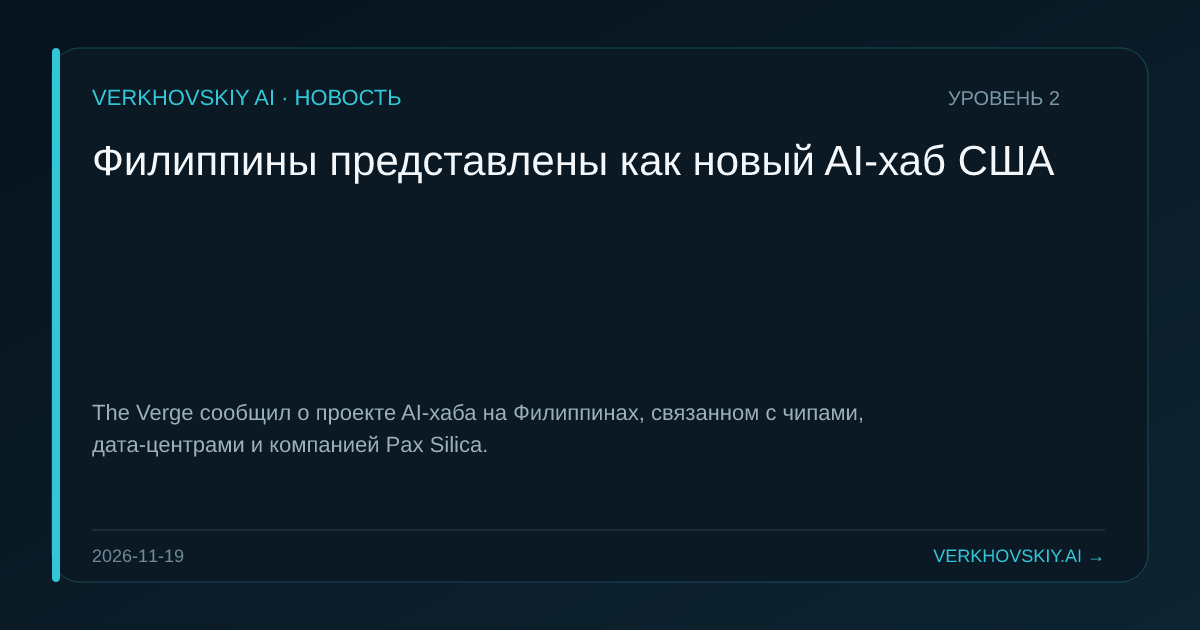 VERKHOVSKIY AI · НОВОСТЬ
УРОВЕНЬ 2
Филиппины представлены как новый AI-хаб США
The Verge сообщил о проекте AI-хаба на Филиппинах, связанном с чипами,
дата-центрами и компанией Pax Silica.
2026-11-19
VERKHOVSKIY.AI →